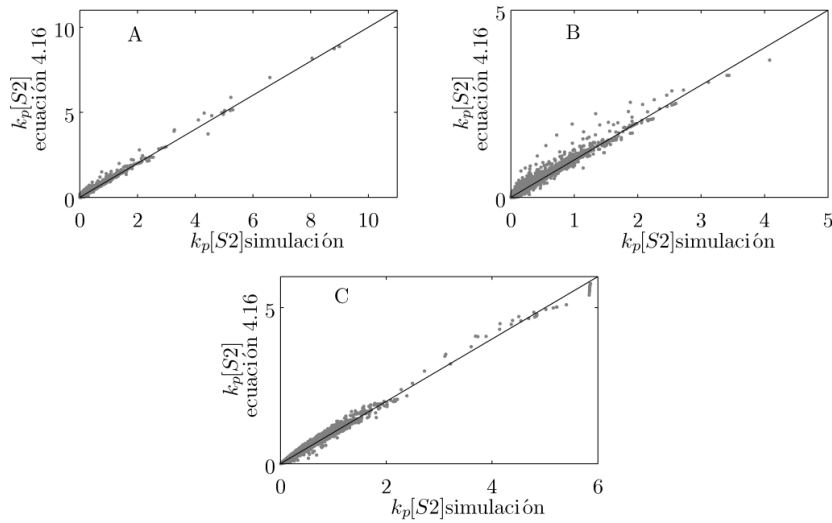 A
10
5
0
k_p[S2]
ecuación 4.16
0 2 4 6 8 10
k_p[S2]simulación
B
5
0
k_p[S2]
ecuación 4.16
0 1 2 3 4 5
k_p[S2]simulación
C
5
0
k_p[S2]
ecuación 4.16
0 2 4 6
k_p[S2]simulación